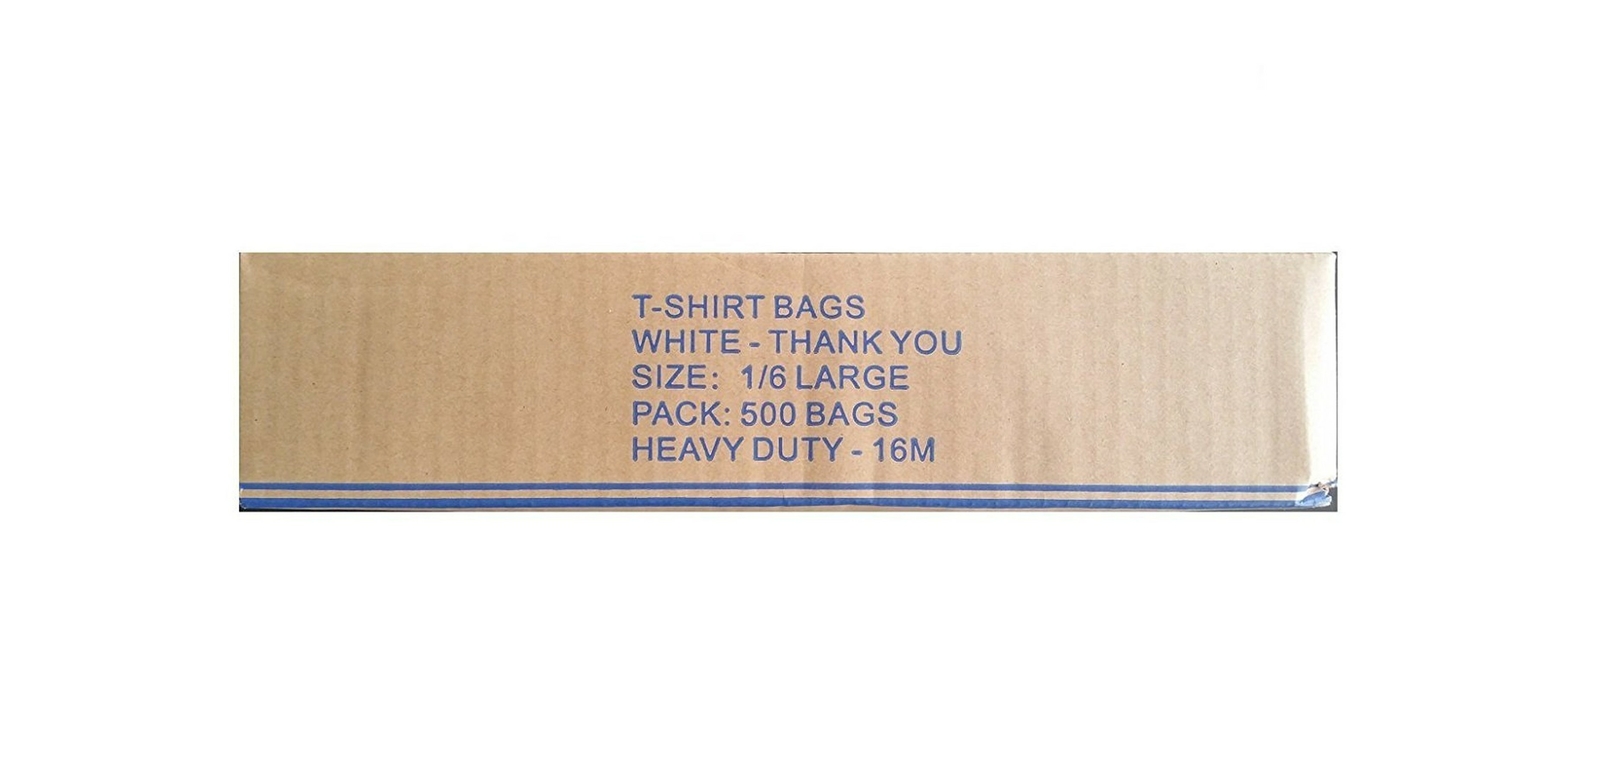 T-SHIRT BAGS
WHITE - THANK YOU
SIZE: 1/6 LARGE
PACK: 500 BAGS
HEAVY DUTY - 16M